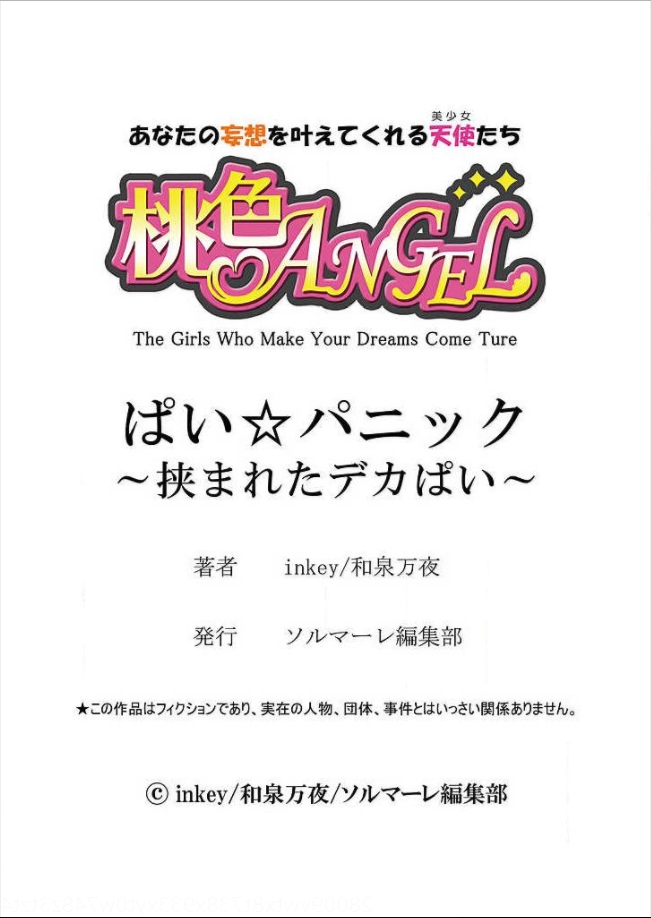 美少女
あなたの妄想を叶えてくれる天使たち
桃色ANGEL
The Girls Who Make Your Dreams Come Ture
ぱい☆パニック
～挟まれたデカぱい～
著者 inkey/和泉万夜
発行 ソルマーレ編集部
★この作品はフィクションであり、実在の人物、団体、事件とはいっさい関係ありません。
© inkey/和泉万夜/ソルマーレ編集部